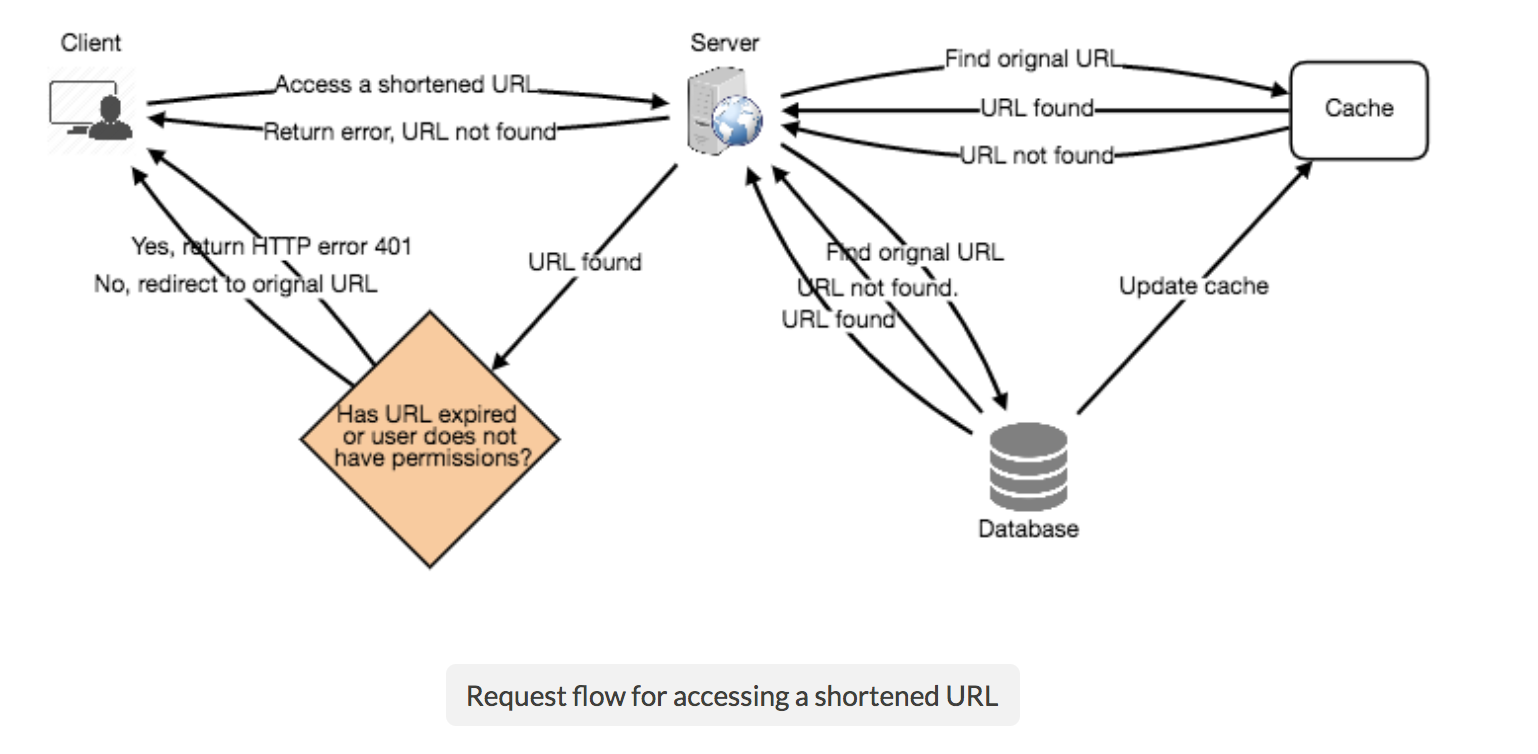 Client
Server
Find orignal URL
Access a shortened URL
URL found
Cache
Return error, URL not found
URL not found
Yes, return HTTP error 401
Find orignal URL
URL found
No, redirect to orignal URL
URL not found.
Update cache
URL found
Has URL expired
or user does not
have permissions?
Database
Request flow for accessing a shortened URL